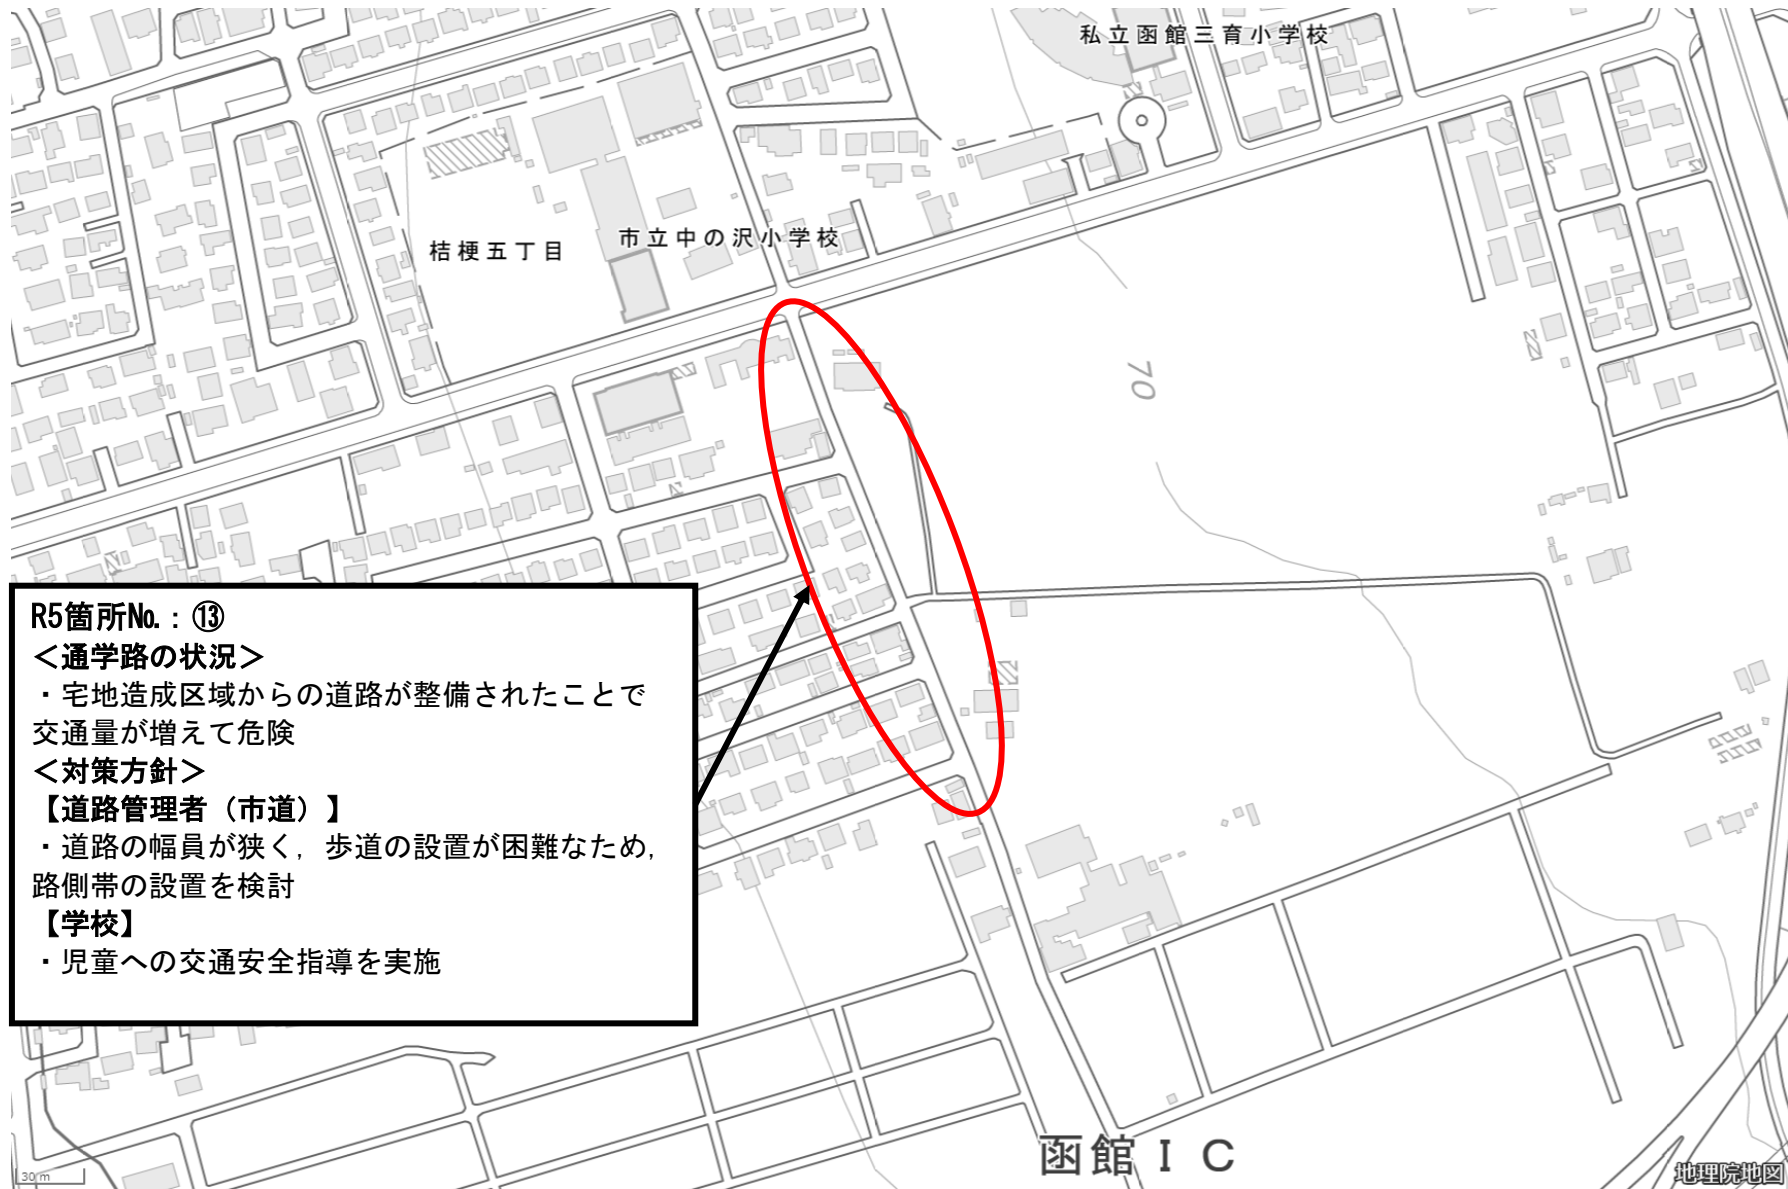 私立函館三育小学校
市立中の沢小学校
桔梗五丁目
70
R5箇所No.：⑬
＜通学路の状況＞
・宅地造成区域からの道路が整備されたことで
交通量が増えて危険
＜対策方針＞
【道路管理者（市道）】
・道路の幅員が狭く，歩道の設置が困難なため，
路側帯の設置を検討
【学校】
・児童への交通安全指導を実施
函館ＩＣ
30 m
地理院地図